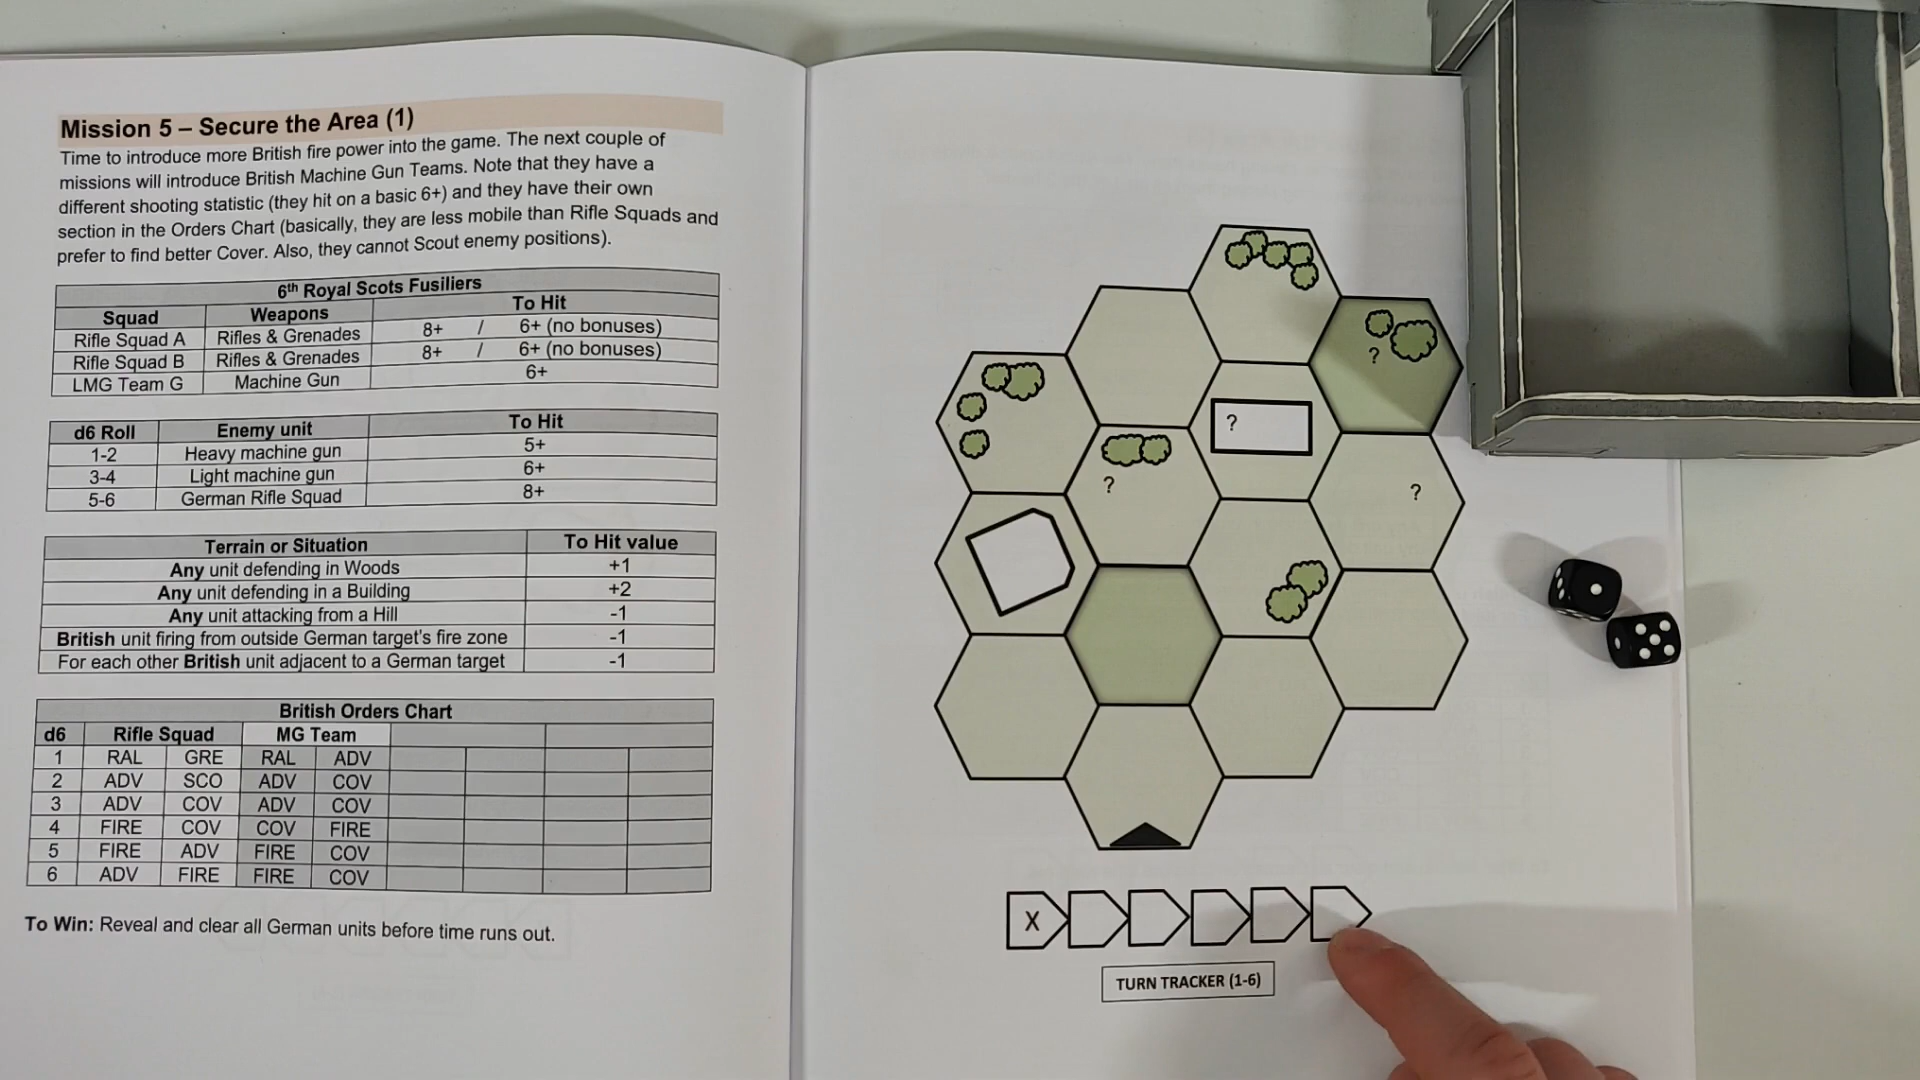 Mission 5 – Secure the Area (1)
Time to introduce more British fire power into the game. The next couple of
missions will introduce British Machine Gun Teams. Note that they have a
different shooting statistic (they hit on a basic 6+) and they have their own
section in the Orders Chart (basically, they are less mobile than Rifle Squads and
prefer to find better Cover. Also, they cannot Scout enemy positions).
6th Royal Scots Fusiliers
Squad Weapons To Hit
Rifle Squad A Rifles & Grenades 8+ / 6+ (no bonuses)
Rifle Squad B Rifles & Grenades 8+ / 6+ (no bonuses)
LMG Team G Machine Gun 6+
d6 Roll Enemy unit To Hit
1-2 Heavy machine gun 5+
3-4 Light machine gun 6+
5-6 German Rifle Squad 8+
Terrain or Situation To Hit value
Any unit defending in Woods +1
Any unit defending in a Building +2
Any unit attacking from a Hill -1
British unit firing from outside German target's fire zone -1
For each other British unit adjacent to a German target -1
British Orders Chart
d6 Rifle Squad MG Team
1 RAL GRE RAL ADV
2 ADV SCO ADV COV
3 ADV COV ADV COV
4 FIRE COV COV FIRE
5 FIRE ADV FIRE COV
6 ADV FIRE FIRE COV
To Win: Reveal and clear all German units before time runs out.
?
?
?
?
X
TURN TRACKER (1-6)